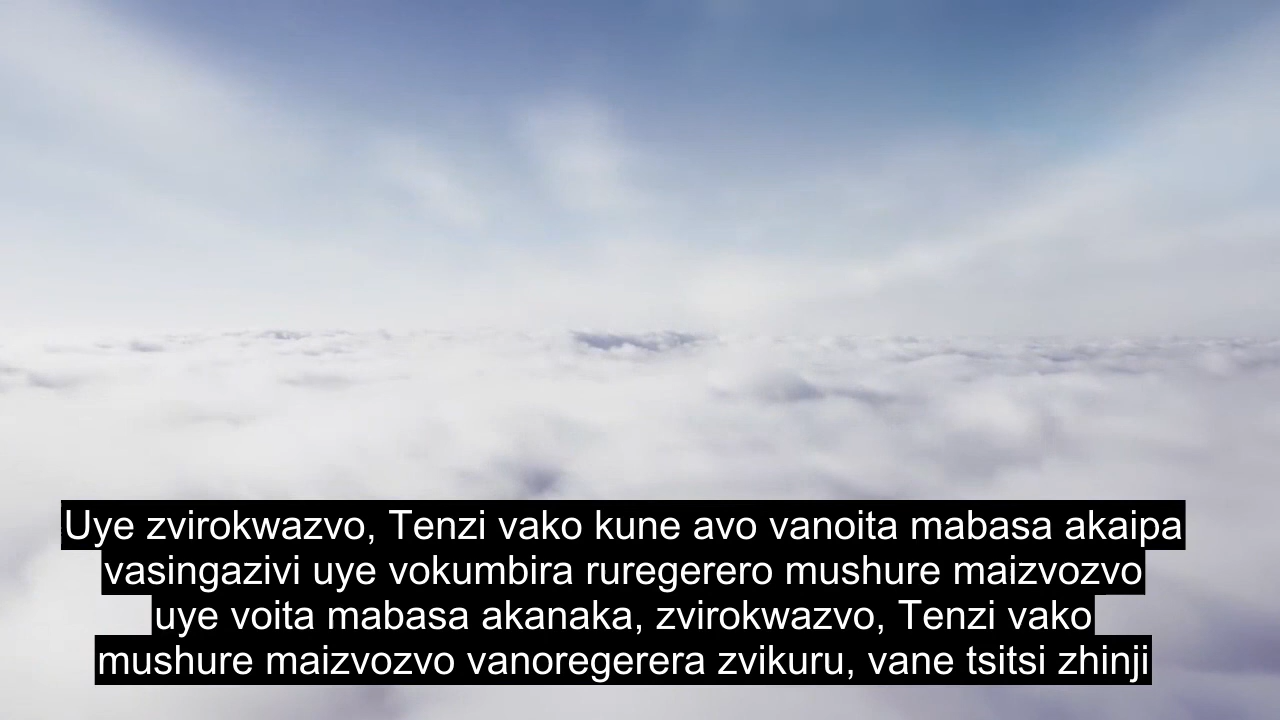 Uye zvirokwazvo, Tenzi vako kune avo vanoita mabasa akaipa
vasingazivi uye vokumbira ruregerero mushure maizvozvo
uye voita mabasa akanaka, zvirokwazvo, Tenzi vako
mushure maizvozvo vanoregerera zvikuru, vane tsitsi zhinji